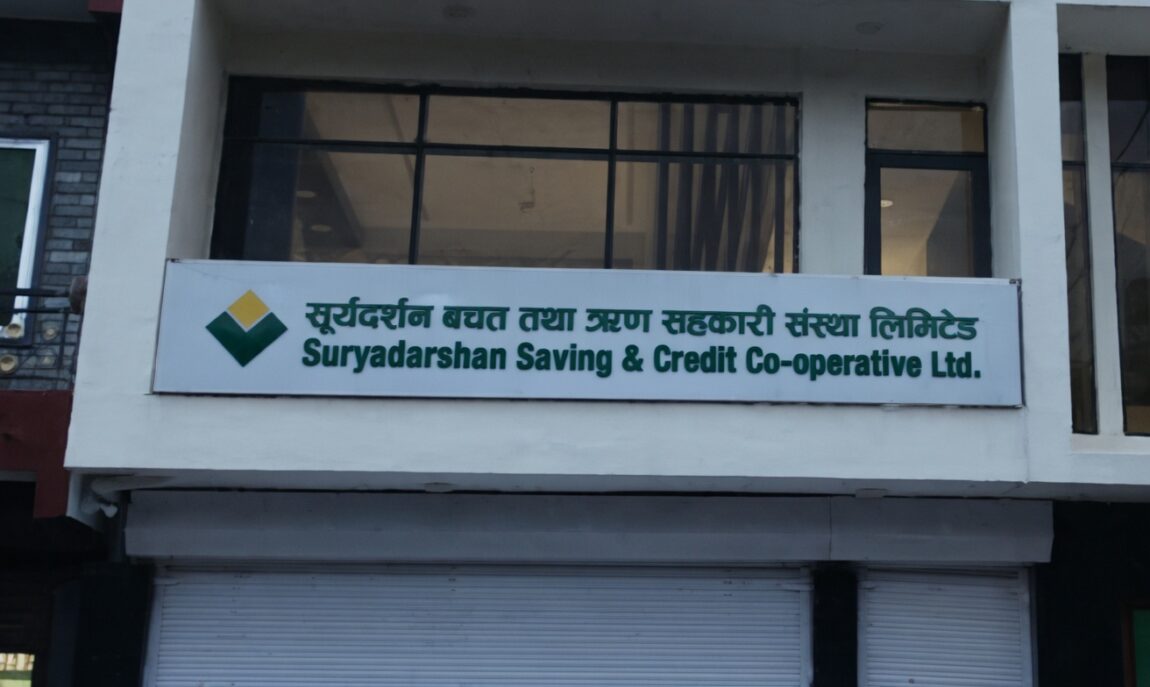 सूर्यदर्शन बचत तथा ऋण सहकारी संस्था लिमिटेड
Suryadarshan Saving & Credit Co-operative Ltd.